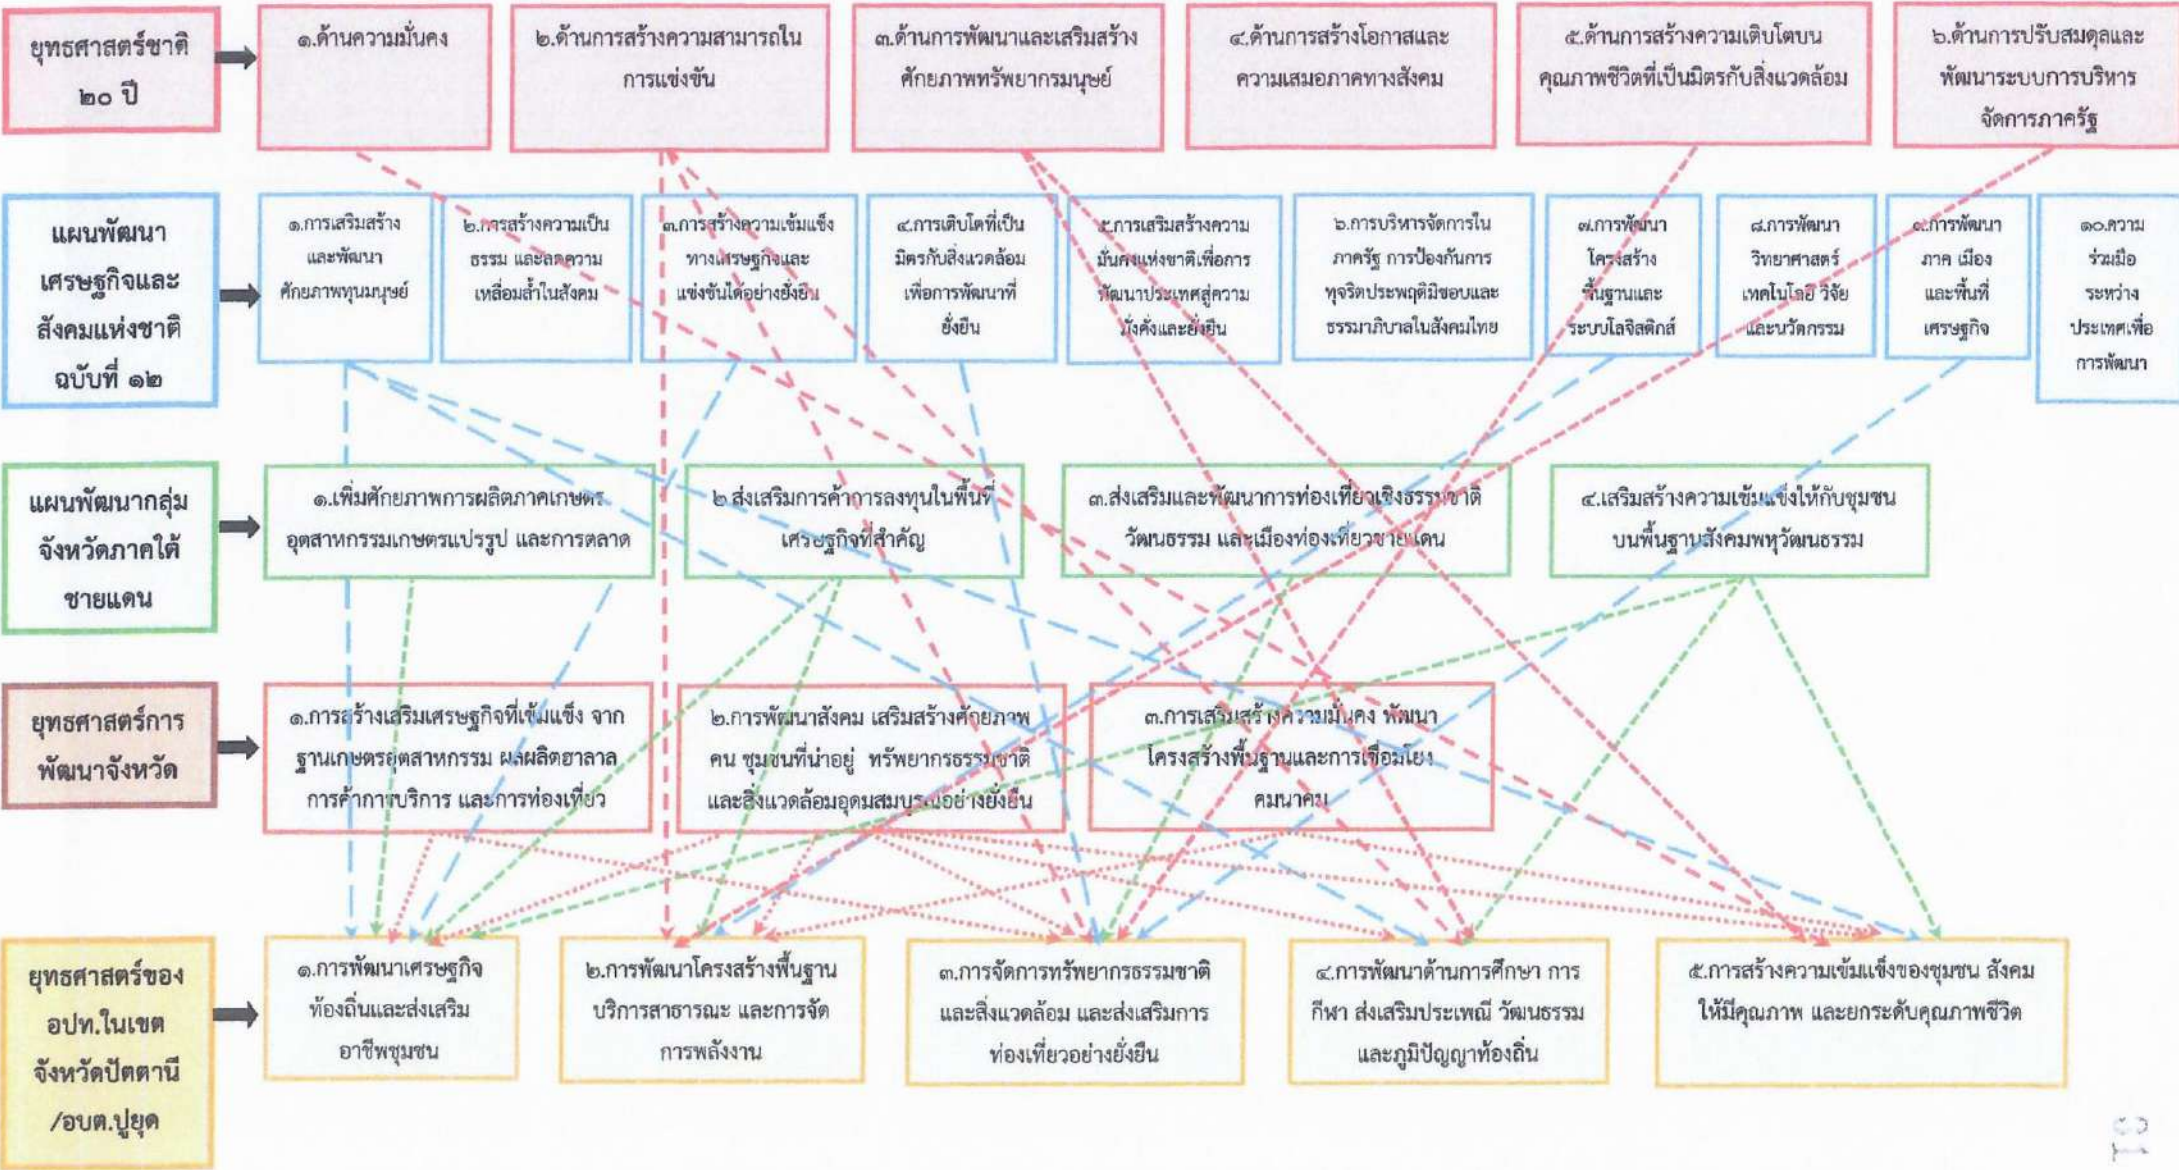 ยุทธศาสตร์ชาติ
๒๐ ปี
๑.ด้านความมั่นคง
๒.ด้านการสร้างความสามารถใน
การแข่งขัน
๓.ด้านการพัฒนาและเสริมสร้าง
ศักยภาพทรัพยากรมนุษย์
๔.ด้านการสร้างโอกาสและ
ความเสมอภาคทางสังคม
๕.ด้านการสร้างความเติบโตบน
คุณภาพชีวิตที่เป็นมิตรกับสิ่งแวดล้อม
๖.ด้านการปรับสมดุลและ
พัฒนาระบบการบริหาร
จัดการภาครัฐ
แผนพัฒนา
เศรษฐกิจและ
สังคมแห่งชาติ
ฉบับที่ ๑๒
๑.การเสริมสร้าง
และพัฒนา
ศักยภาพทุนมนุษย์
๒.การสร้างความเป็น
ธรรม และลดความ
เหลื่อมล้ำในสังคม
๓.การสร้างความเข้มแข็ง
ทางเศรษฐกิจและ
แข่งขันได้อย่างยั่งยืน
๔.การเติบโตที่เป็น
มิตรกับสิ่งแวดล้อม
เพื่อการพัฒนาที่
ยั่งยืน
๕.การเสริมสร้างความ
มั่นคงแห่งชาติเพื่อการ
พัฒนาประเทศสู่ความ
มั่งคั่งและยั่งยืน
๖.การบริหารจัดการใน
ภาครัฐ การป้องกันการ
ทุจริตประพฤติมิชอบและ
ธรรมาภิบาลในสังคมไทย
๗.การพัฒนา
โครงสร้าง
พื้นฐานและ
ระบบโลจิสติกส์
๘.การพัฒนา
วิทยาศาสตร์
เทคโนโลยี วิจัย
และนวัตกรรม
๙.การพัฒนา
ภาค เมือง
และพื้นที่
เศรษฐกิจ
๑๐.ความ
ร่วมมือ
ระหว่าง
ประเทศเพื่อ
การพัฒนา
แผนพัฒนากลุ่ม
จังหวัดภาคใต้
ชายแดน
๑.เพิ่มศักยภาพการผลิตภาคเกษตร
อุตสาหกรรมเกษตรแปรรูป และการตลาด
๒ ส่งเสริมการค้าการลงทุนในพื้นที่
เศรษฐกิจที่สำคัญ
๓.ส่งเสริมและพัฒนาการท่องเที่ยวเชิงธรรมชาติ
วัฒนธรรม และเมืองท่องเที่ยวชายแดน
๔.เสริมสร้างความเข้มแข็งให้กับชุมชน
บนพื้นฐานสังคมพหุวัฒนธรรม
ยุทธศาสตร์การ
พัฒนาจังหวัด
๑.การสร้างเสริมเศรษฐกิจที่เข้มแข็ง จาก
ฐานเกษตรอุตสาหกรรม ผลผลิตฮาลาล
การค้าการบริการ และการท่องเที่ยว
๒.การพัฒนาสังคม เสริมสร้างศักยภาพ
คน ชุมชนที่น่าอยู่ ทรัพยากรธรรมชาติ
และสิ่งแวดล้อมอุดมสมบูรณ์อย่างยั่งยืน
๓.การเสริมสร้างความมั่นคง พัฒนา
โครงสร้างพื้นฐานและการเชื่อมโยง
คมนาคม
ยุทธศาสตร์ของ
อปท.ในเขต
จังหวัดปัตตานี
/อบต.ปูยุด
๑.การพัฒนาเศรษฐกิจ
ท้องถิ่นและส่งเสริม
อาชีพชุมชน
๒.การพัฒนาโครงสร้างพื้นฐาน
บริการสาธารณะ และการจัด
การพลังงาน
๓.การจัดการทรัพยากรธรรมชาติ
และสิ่งแวดล้อม และส่งเสริมการ
ท่องเที่ยวอย่างยั่งยืน
๔.การพัฒนาด้านการศึกษา การ
กีฬา ส่งเสริมประเพณี วัฒนธรรม
และภูมิปัญญาท้องถิ่น
๕.การสร้างความเข้มแข็งของชุมชน สังคม
ให้มีคุณภาพ และยกระดับคุณภาพชีวิต